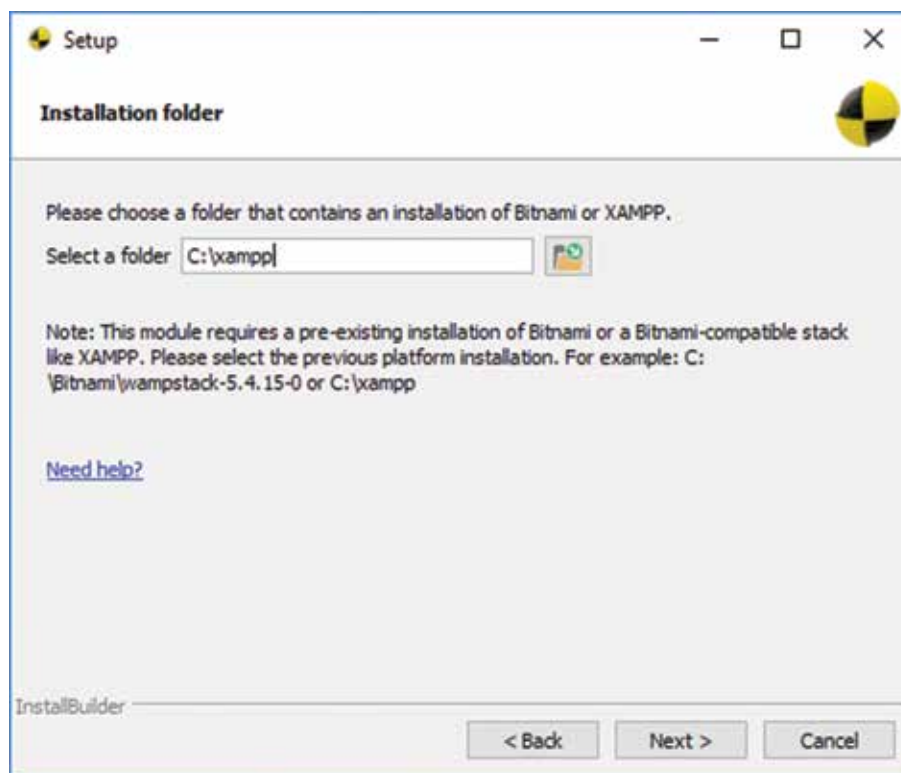 Setup
Installation folder
Please choose a folder that contains an installation of Bitnami or XAMPP.
Select a folder C:\xampp
Note: This module requires a pre-existing installation of Bitnami or a Bitnami-compatible stack
like XAMPP. Please select the previous platform installation. For example: C:
\Bitnami\wampstack-5.4.15-0 or C:\xampp
Need help?
InstallBuilder
< Back Next > Cancel